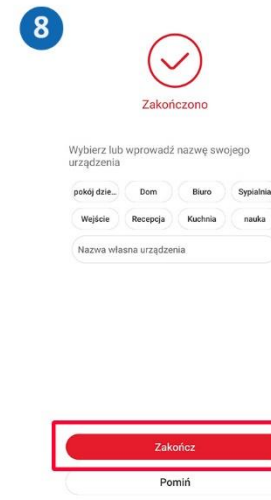 8
Zakończono
Wybierz lub wprowadź nazwę swojego
urządzenia
pokój dzie... Dom Biuro Sypialnia
Wejście Recepcja Kuchnia nauka
Nazwa własna urządzenia
Zakończ
Pomiń